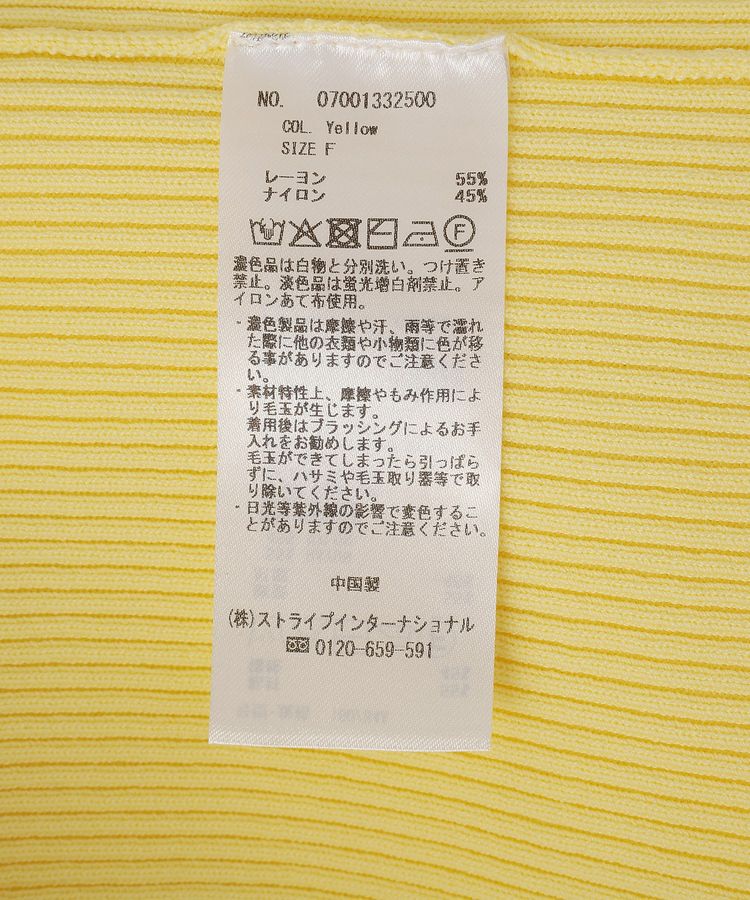 NO. 07001332500
COL. Yellow
SIZE F
レーヨン 55%
ナイロン 45%
F
濃色品は白物と分別洗い。つけ置き
禁止。淡色品は蛍光増白剤禁止。ア
イロンあて布使用。
・濃色製品は摩擦や汗、雨等で濡れ
た際に他の衣類や小物類に色が移
る事がありますのでご注意くださ
い。
・素材特性上、摩擦やもみ作用によ
り毛玉が生じます。
着用後はブラッシングによるお手
入れをお勧めします。
毛玉ができてしまったら引っぱら
ずに、ハサミや毛玉取り器等で取
り除いてください。
・日光等紫外線の影響で変色するこ
とがありますのでご注意ください。
中国製
(株)ストライプインターナショナル
0120-659-591